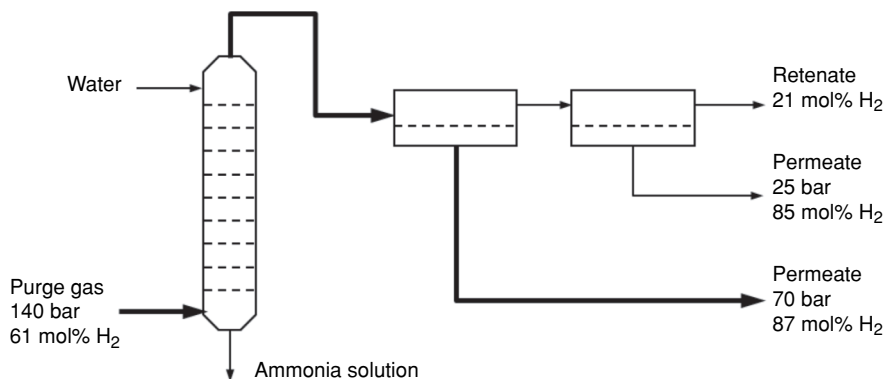 Water
Retenate
21 mol% H₂
Permeate
25 bar
85 mol% H₂
Purge gas
140 bar
61 mol% H₂
Permeate
70 bar
87 mol% H₂
Ammonia solution